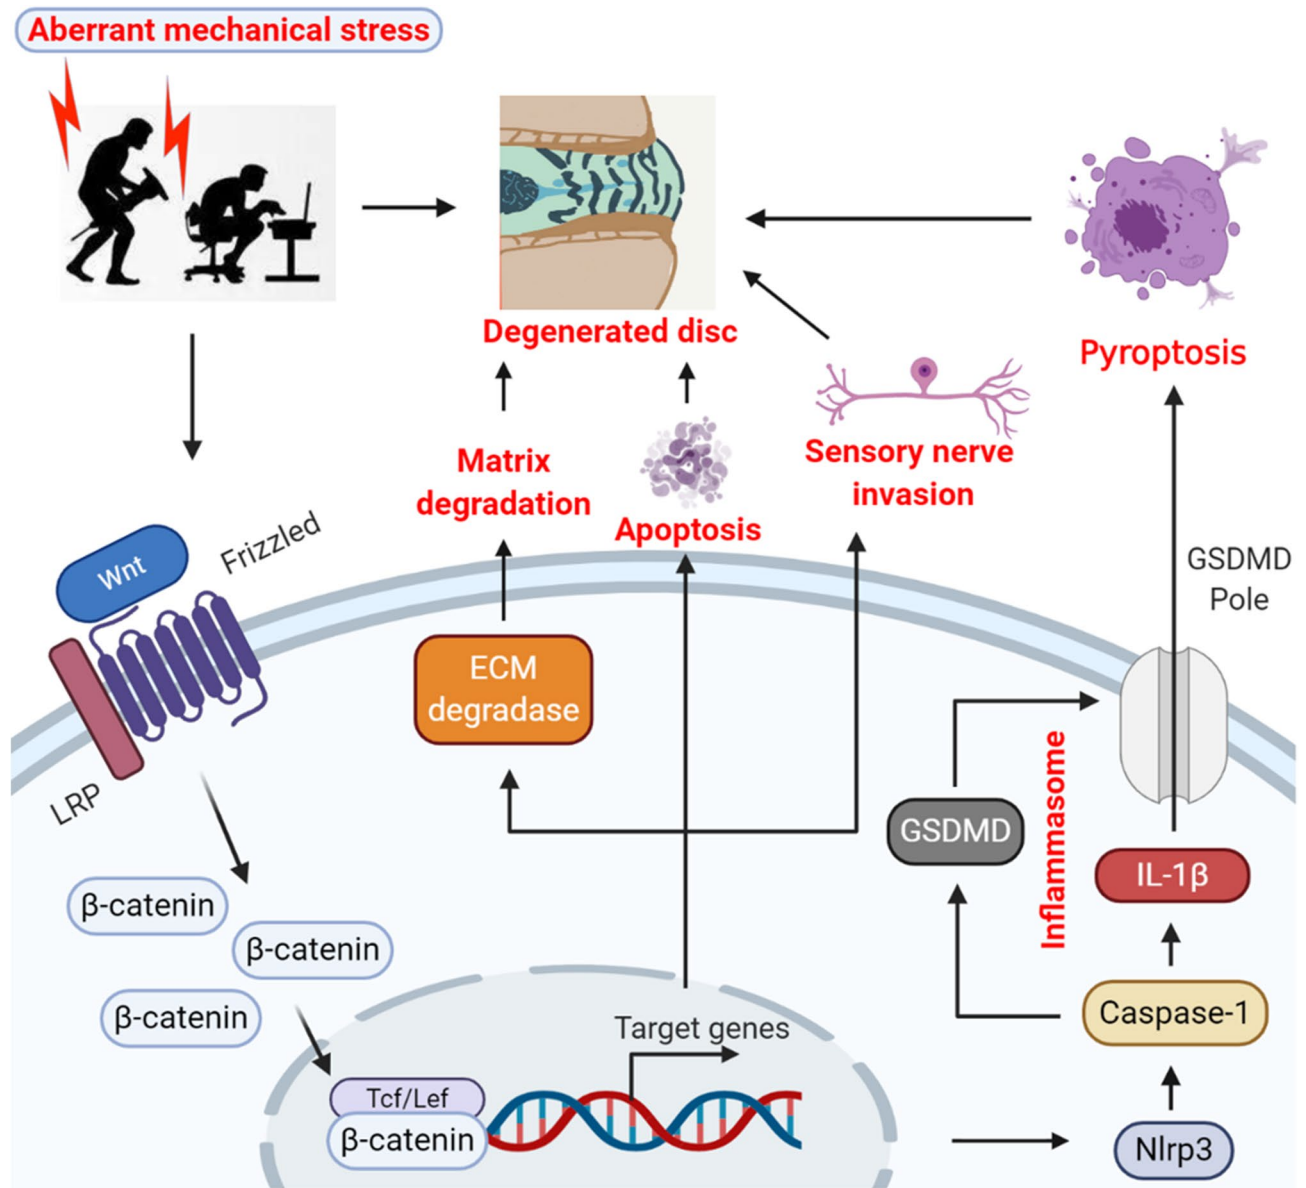 Aberrant mechanical stress
Degenerated disc
Pyroptosis
Matrix
degradation
Apoptosis
Sensory nerve
invasion
Wnt
Frizzled
GSDMD
Pole
ECM
degradase
LRP
Inflammasome
GSDMD
IL-1β
β-catenin
β-catenin
β-catenin
Caspase-1
Target genes
Tcf/Lef
β-catenin
Nlrp3